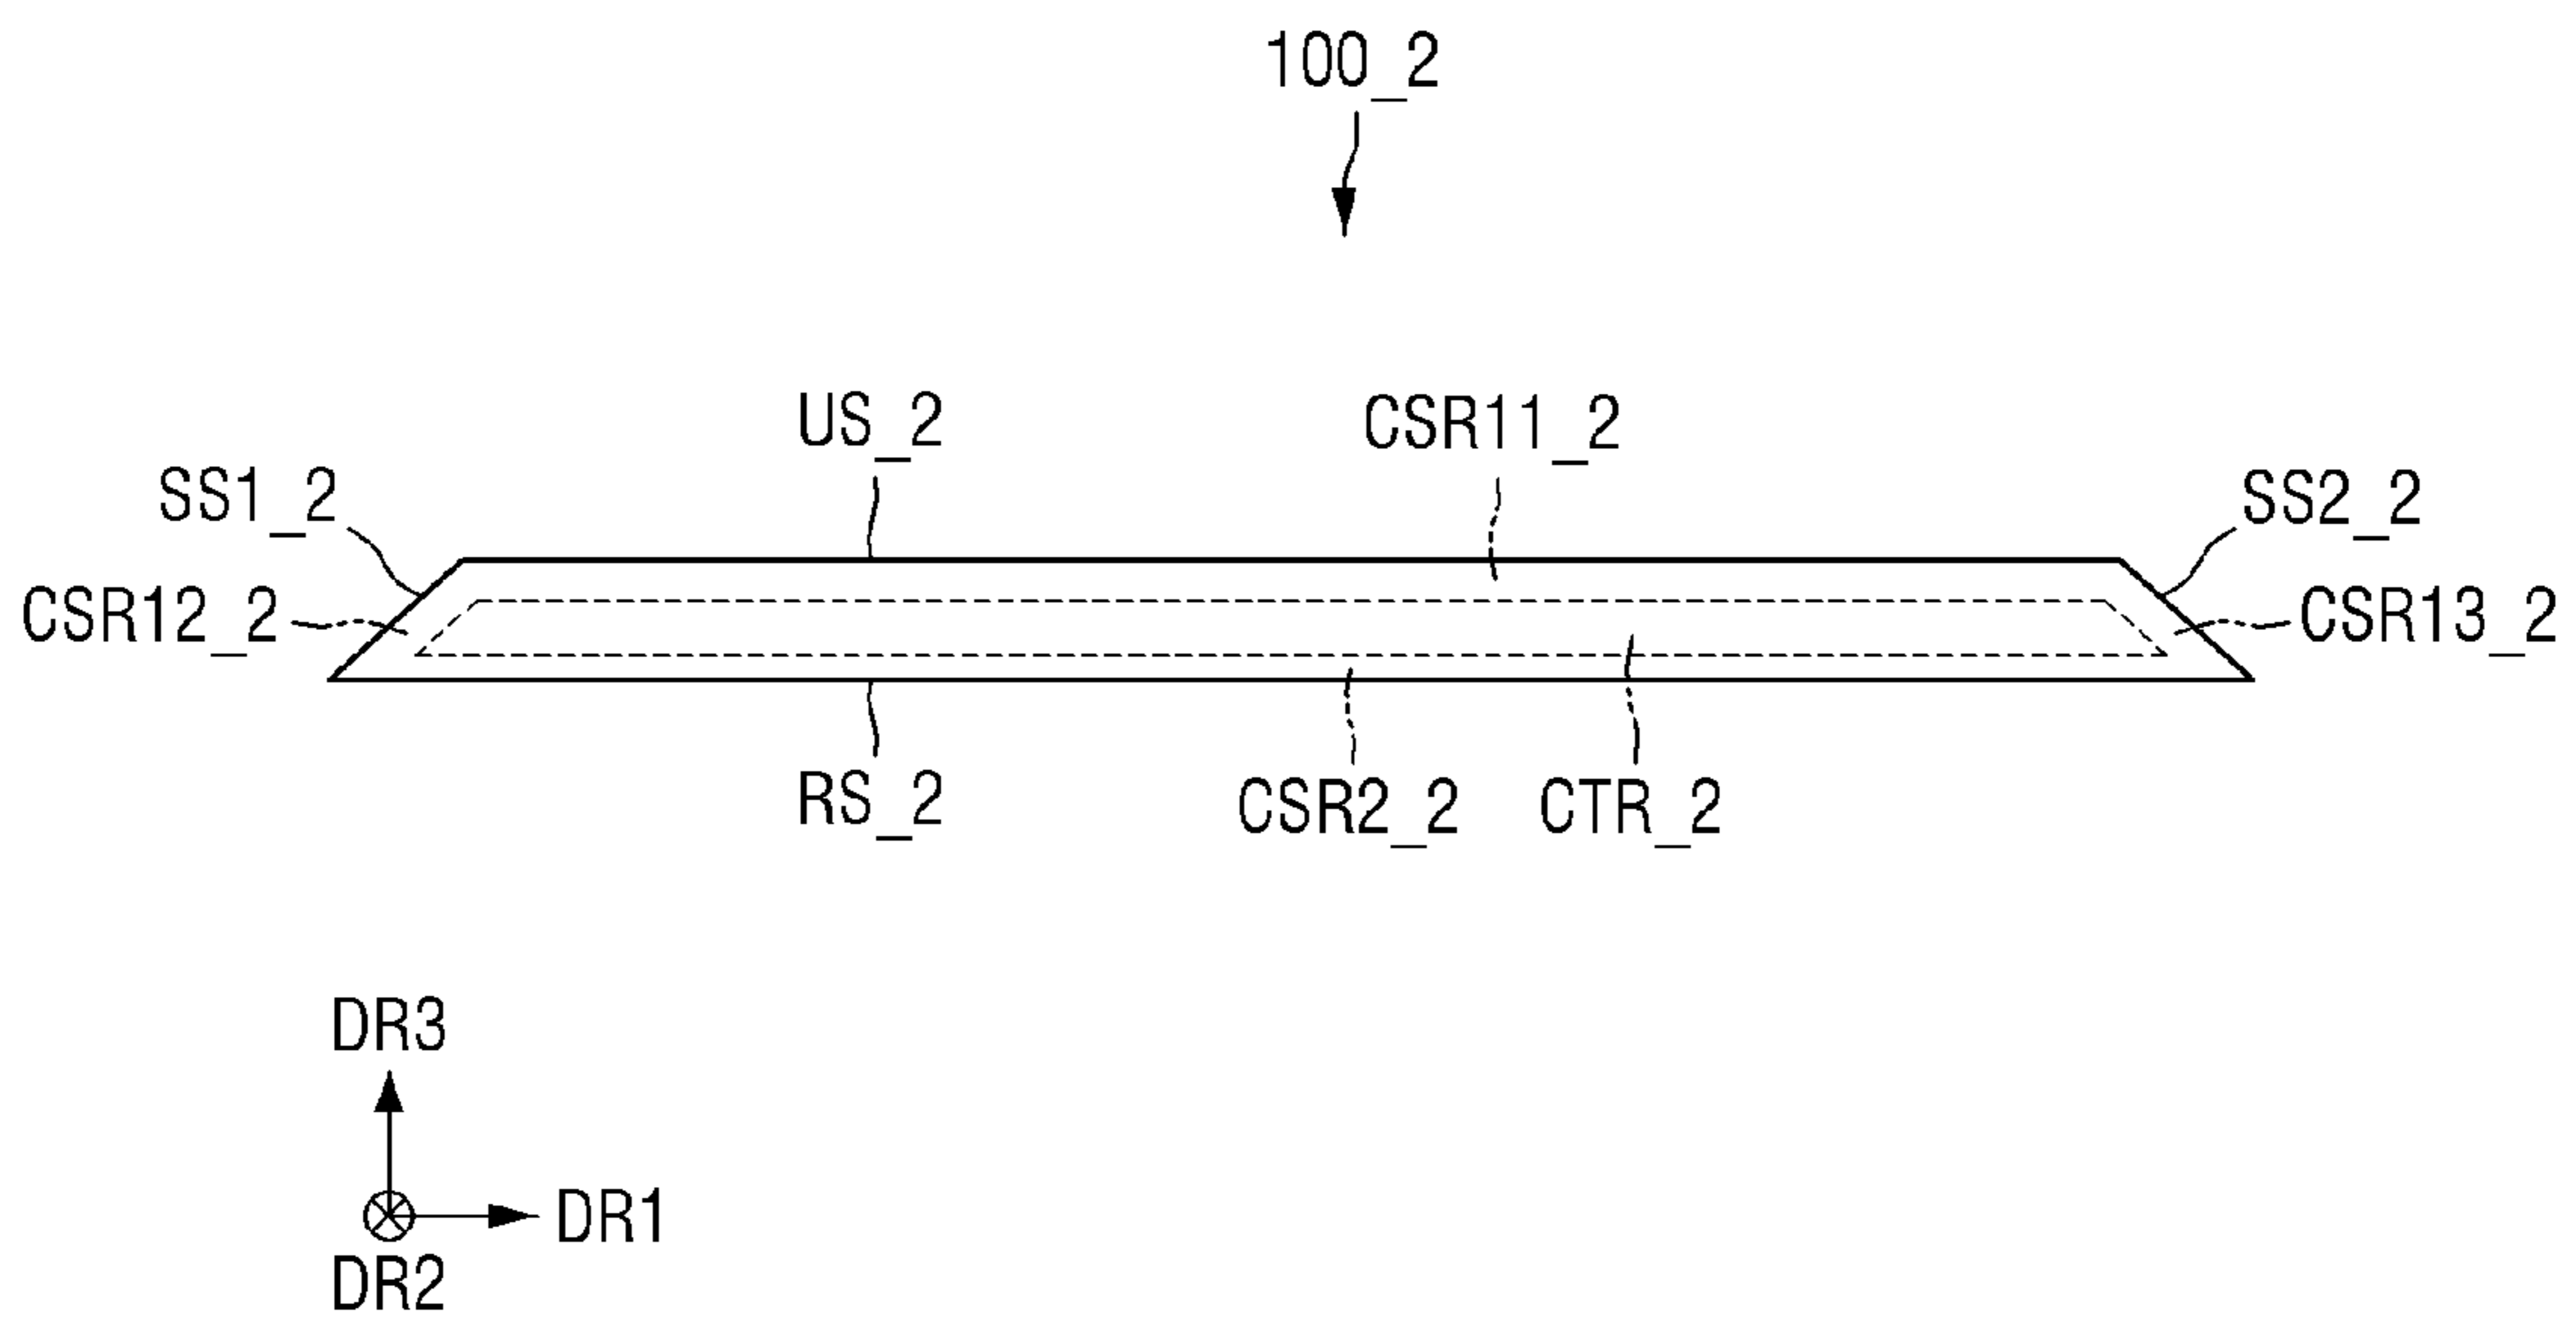 100_2
US_2
CSR11_2
SS1_2
SS2_2
CSR12_2
CSR13_2
RS_2
CSR2_2
CTR_2
DR3
DR1
DR2